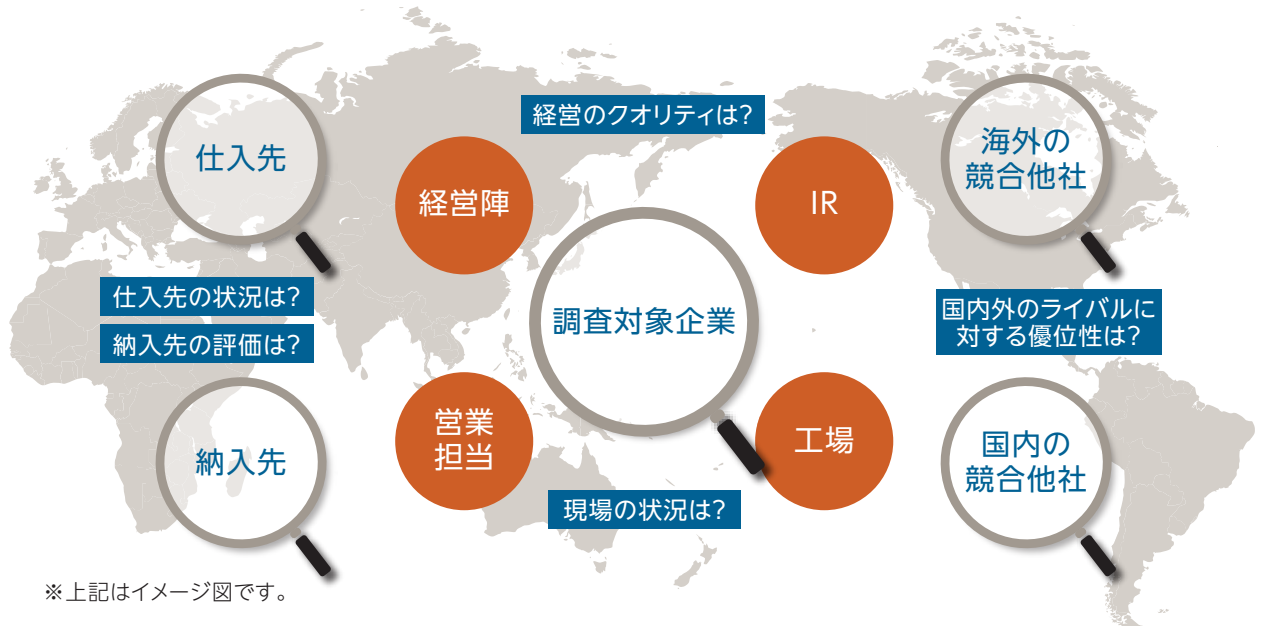 経営のクオリティは?
仕入先
経営陣
IR
海外の
競合他社
仕入先の状況は?
納入先の評価は?
調査対象企業
国内外のライバルに
対する優位性は?
納入先
営業
担当
工場
国内の
競合他社
現場の状況は?
※上記はイメージ図です。